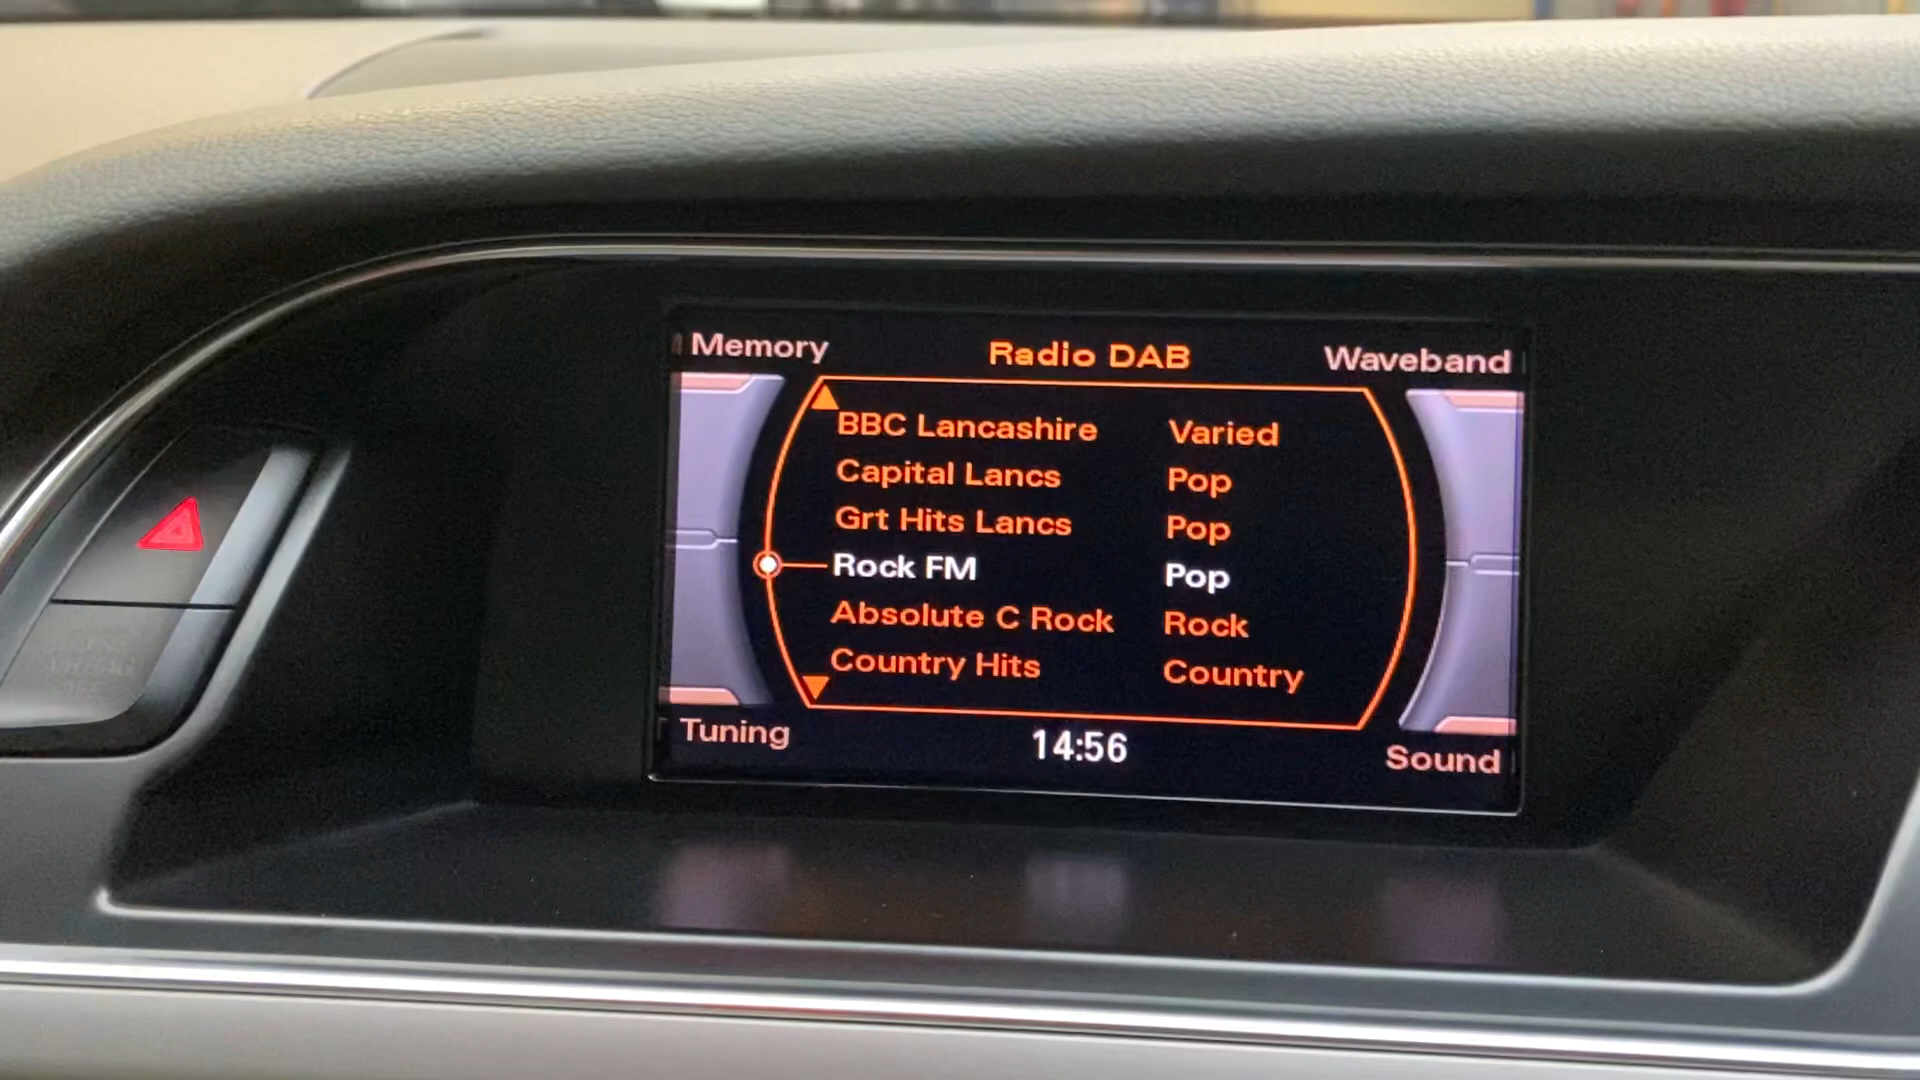 Memory Radio DAB Waveband
BBC Lancashire Varied
Capital Lancs Pop
Grt Hits Lancs Pop
Rock FM Pop
Absolute C Rock Rock
Country Hits Country
Tuning 14:56 Sound